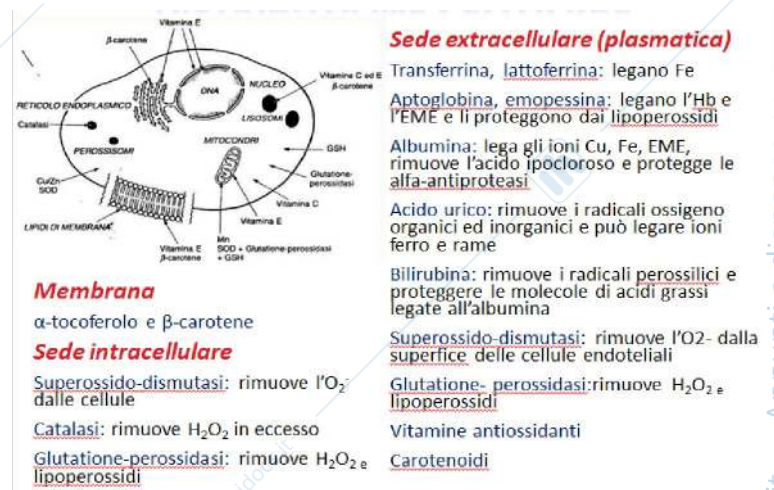 Vitamina E
β-carotene
NUCLEO
DNA
Vitamine C ed E
β-carotene
RETICOLO ENDOPLASMICO
LISOSOMI
Catalasi
MITOCONDRI
PEROSSISOMI
GSH
Glutatione-
perossidasi
Cu/Zn
SOD
Vitamina C
Vitamina E
LIPIDI DI MEMBRANA
Vitamina E
β-carotene
Mn
SOD + Glutatione-perossidasi
+ GSH
Membrana
α-tocoferolo e β-carotene
Sede intracellulare
Superossido-dismutasi: rimuove l'O₂⁻
dalle cellule
Catalasi: rimuove H₂O₂ in eccesso
Glutatione-perossidasi: rimuove H₂O₂ e
lipoperossidi
Sede extracellulare (plasmatica)
Transferrina, lattoferrina: legano Fe
Aptoglobina, emopessina: legano l'Hb e
l'EME e li proteggono dai lipoperossidi
Albumina: lega gli ioni Cu, Fe, EME,
rimuove l'acido ipocloroso e protegge le
alfa-antiproteasi
Acido urico: rimuove i radicali ossigeno
organici ed inorganici e può legare ioni
ferro e rame
Bilirubina: rimuove i radicali perossilici e
proteggere le molecole di acidi grassi
legate all'albumina
Superossido-dismutasi: rimuove l'O2- dalla
superfice delle cellule endoteliali
Glutatione- perossidasi:rimuove H₂O₂ e
lipoperossidi
Vitamine antiossidanti
Carotenoidi